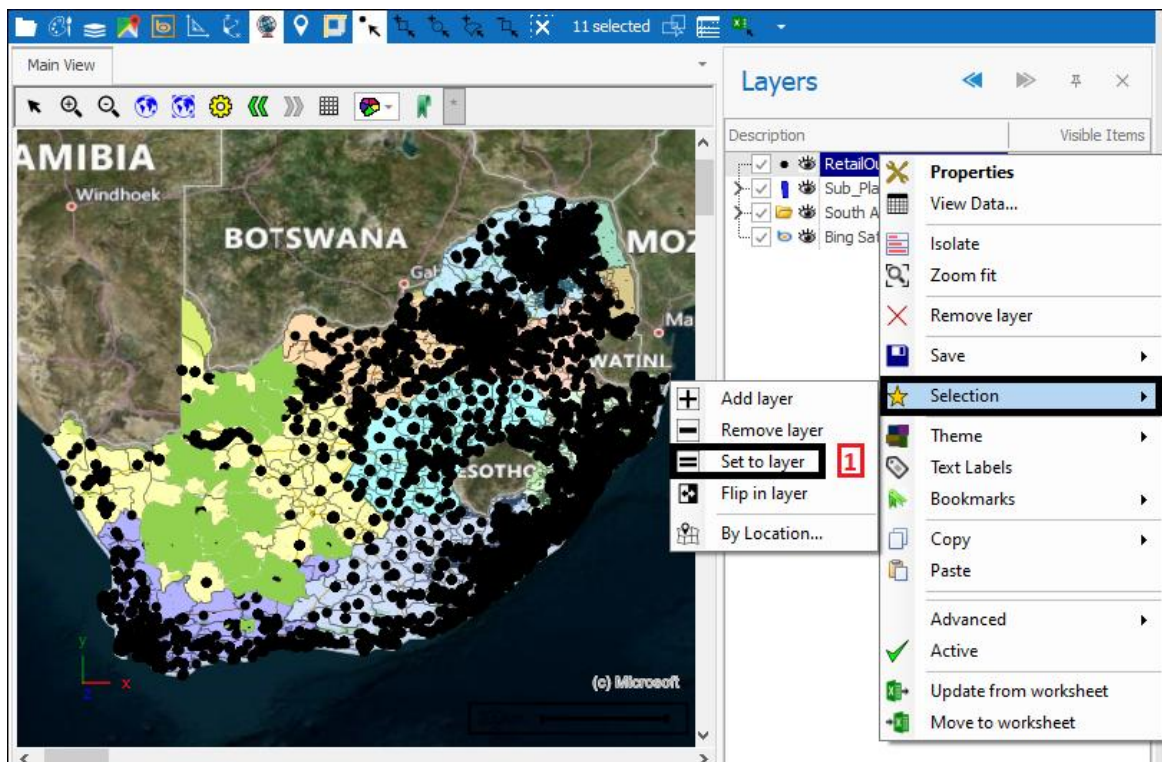 11 selected
Main View
Layers
Description
Visible Items
RetailOu
Sub_Pla
South A
Bing Sat
Properties
View Data...
Isolate
Zoom fit
Remove layer
Save
Selection
Theme
Text Labels
Bookmarks
Copy
Paste
Advanced
Active
Update from worksheet
Move to worksheet
Add layer
Remove layer
Set to layer
1
Flip in layer
By Location...
AMIBIA
Windhoek
BOTSWANA
MOZ
Gab
Ma
WATINI
ESOTHO
y
x
z
(c) Microsoft